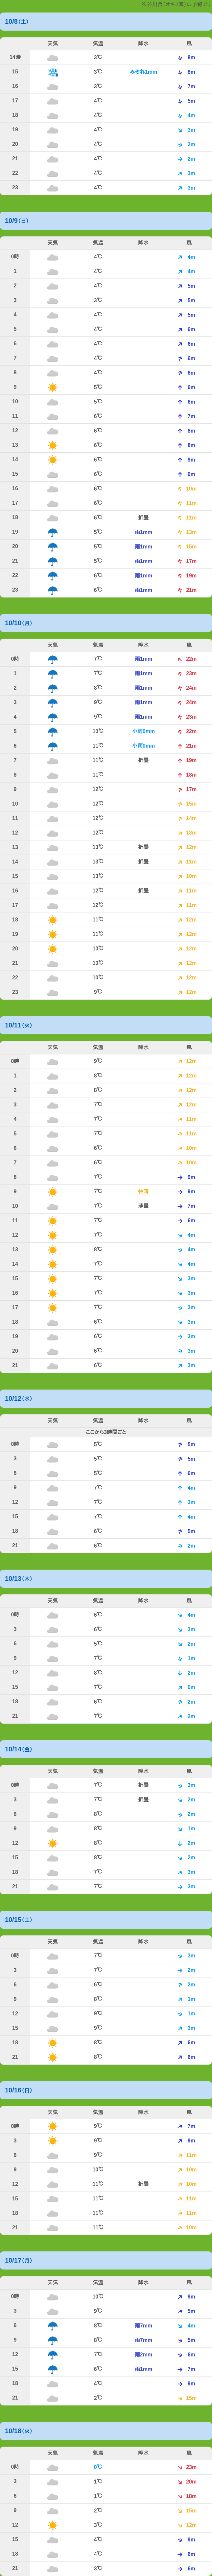 10/8(土)
天気 気温 降水 風
14時 3℃ 8m
15 3℃ みぞれ1mm 8m
16 3℃ 7m
17 4℃ 5m
18 4℃ 4m
19 4℃ 3m
20 4℃ 2m
21 4℃ 2m
22 4℃ 3m
23 4℃ 3m
10/9(日)
天気 気温 降水 風
0時 4℃ 4m
1 4℃ 4m
2 4℃ 5m
3 3℃ 5m
4 4℃ 5m
5 4℃ 6m
6 4℃ 6m
7 4℃ 6m
8 4℃ 6m
9 5℃ 6m
10 5℃ 6m
11 6℃ 7m
12 6℃ 8m
13 6℃ 8m
14 6℃ 9m
15 6℃ 9m
16 6℃ 10m
17 6℃ 11m
18 6℃ 折曇 11m
19 5℃ 雨1mm 13m
20 5℃ 雨1mm 15m
21 5℃ 雨1mm 17m
22 6℃ 雨1mm 19m
23 6℃ 雨1mm 21m
10/10(月)
天気 気温 降水 風
0時 7℃ 雨1mm 22m
1 7℃ 雨1mm 23m
2 8℃ 雨1mm 24m
3 9℃ 雨1mm 24m
4 9℃ 雨1mm 23m
5 10℃ 小雨0mm 22m
6 11℃ 小雨0mm 21m
7 11℃ 折曇 19m
8 11℃ 18m
9 12℃ 17m
10 12℃ 15m
11 12℃ 14m
12 12℃ 13m
13 13℃ 折曇 12m
14 13℃ 折曇 11m
15 13℃ 10m
16 12℃ 折曇 11m
17 12℃ 11m
18 11℃ 12m
19 11℃ 12m
20 10℃ 12m
21 10℃ 12m
22 10℃ 12m
23 9℃ 12m
10/11(火)
天気 気温 降水 風
0時 9℃ 12m
1 8℃ 12m
2 8℃ 12m
3 7℃ 12m
4 7℃ 11m
5 7℃ 11m
6 6℃ 10m
7 6℃ 10m
8 7℃ 9m
9 7℃ 快晴 9m
10 7℃ 薄曇 7m
11 7℃ 6m
12 7℃ 4m
13 8℃ 4m
14 7℃ 4m
15 7℃ 3m
16 7℃ 3m
17 7℃ 3m
18 6℃ 3m
19 6℃ 3m
20 6℃ 3m
21 6℃ 3m
10/12(水)
天気 気温 降水 風
ここから3時間ごと
0時 5℃ 5m
3 5℃ 5m
6 5℃ 6m
9 7℃ 4m
12 7℃ 3m
15 7℃ 4m
18 6℃ 5m
21 6℃ 2m
10/13(木)
天気 気温 降水 風
0時 6℃ 4m
3 6℃ 3m
6 5℃ 2m
9 7℃ 1m
12 8℃ 2m
15 7℃ 0m
18 6℃ 2m
21 7℃ 2m
10/14(金)
天気 気温 降水 風
0時 7℃ 折曇 3m
3 7℃ 折曇 2m
6 8℃ 2m
9 8℃ 1m
12 8℃ 2m
15 8℃ 2m
18 7℃ 3m
21 7℃ 3m
10/15(土)
天気 気温 降水 風
0時 7℃ 3m
3 7℃ 2m
6 6℃ 2m
9 8℃ 1m
12 9℃ 1m
15 9℃ 3m
18 8℃ 6m
21 8℃ 6m
10/16(日)
天気 気温 降水 風
0時 9℃ 7m
3 9℃ 9m
6 9℃ 11m
9 10℃ 10m
12 11℃ 折曇 10m
15 11℃ 11m
18 11℃ 11m
21 11℃ 10m
10/17(月)
天気 気温 降水 風
0時 10℃ 9m
3 9℃ 5m
6 8℃ 雨7mm 4m
9 8℃ 雨7mm 5m
12 7℃ 雨2mm 6m
15 6℃ 雨1mm 7m
18 4℃ 9m
21 2℃ 15m
10/18(火)
天気 気温 降水 風
0時 0℃ 23m
3 1℃ 20m
6 1℃ 18m
9 2℃ 15m
12 3℃ 12m
15 4℃ 9m
18 4℃ 6m
21 3℃ 6m